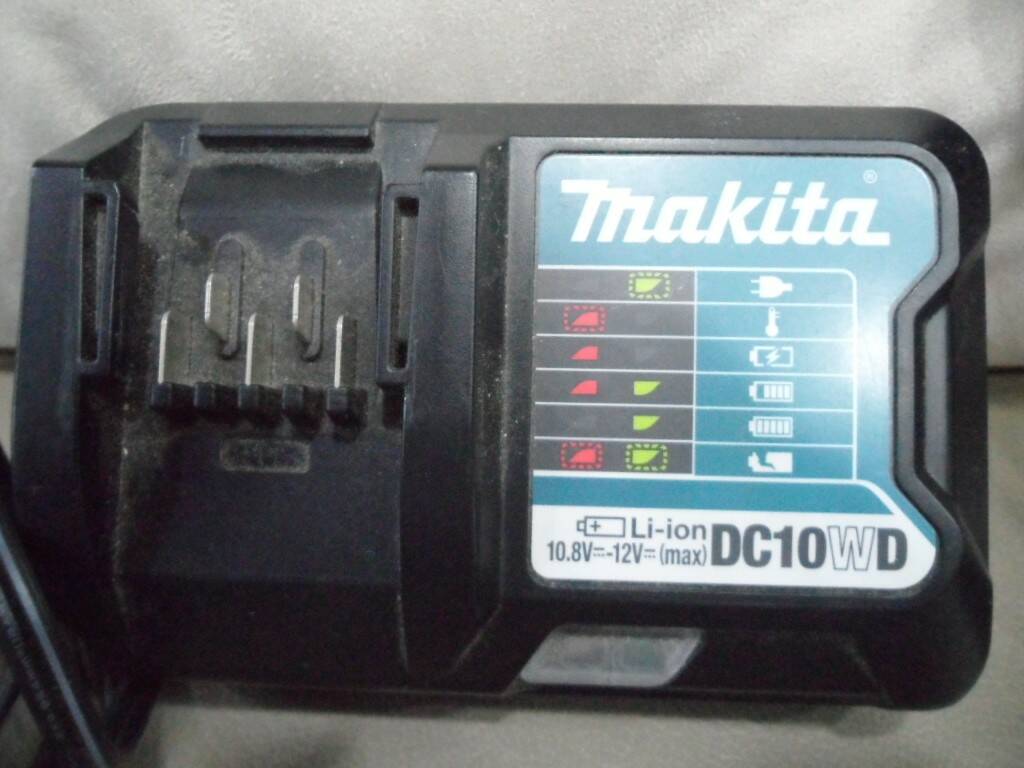 makita®
Li-ion
10.8V⎓-12V⎓(max) DC10WD